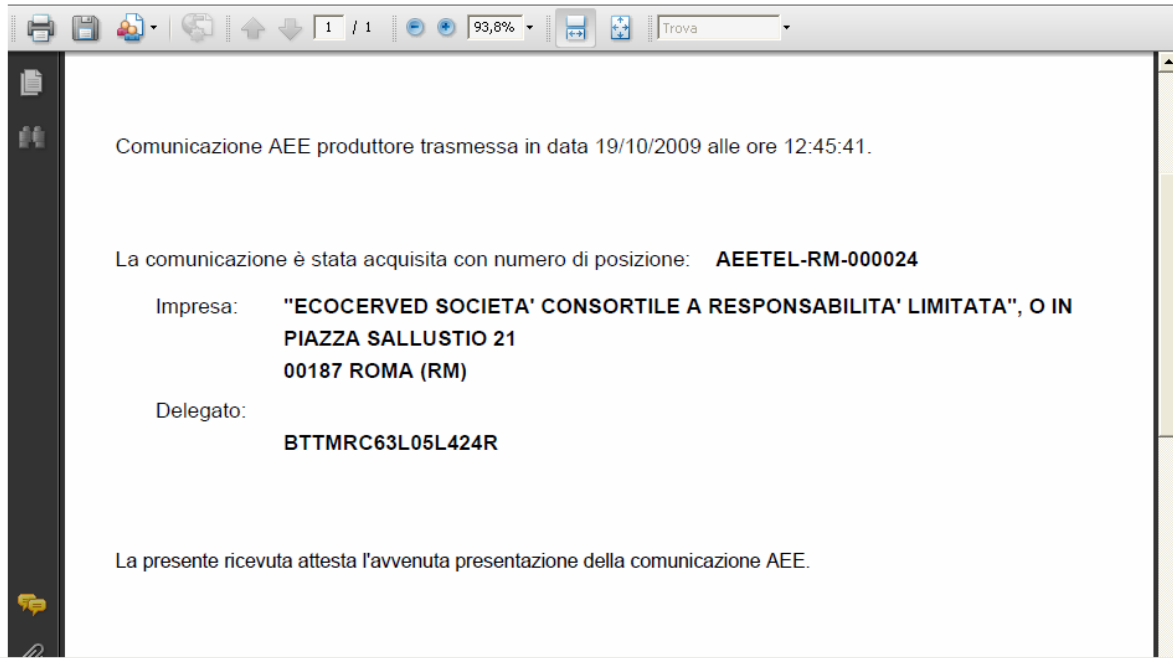 1 / 1 93,8% Trova
Comunicazione AEE produttore trasmessa in data 19/10/2009 alle ore 12:45:41.
La comunicazione è stata acquisita con numero di posizione: AEETEL-RM-000024
Impresa: "ECOCERVED SOCIETA' CONSORTILE A RESPONSABILITA' LIMITATA", O IN
PIAZZA SALLUSTIO 21
00187 ROMA (RM)
Delegato:
BTTMRC63L05L424R
La presente ricevuta attesta l'avvenuta presentazione della comunicazione AEE.